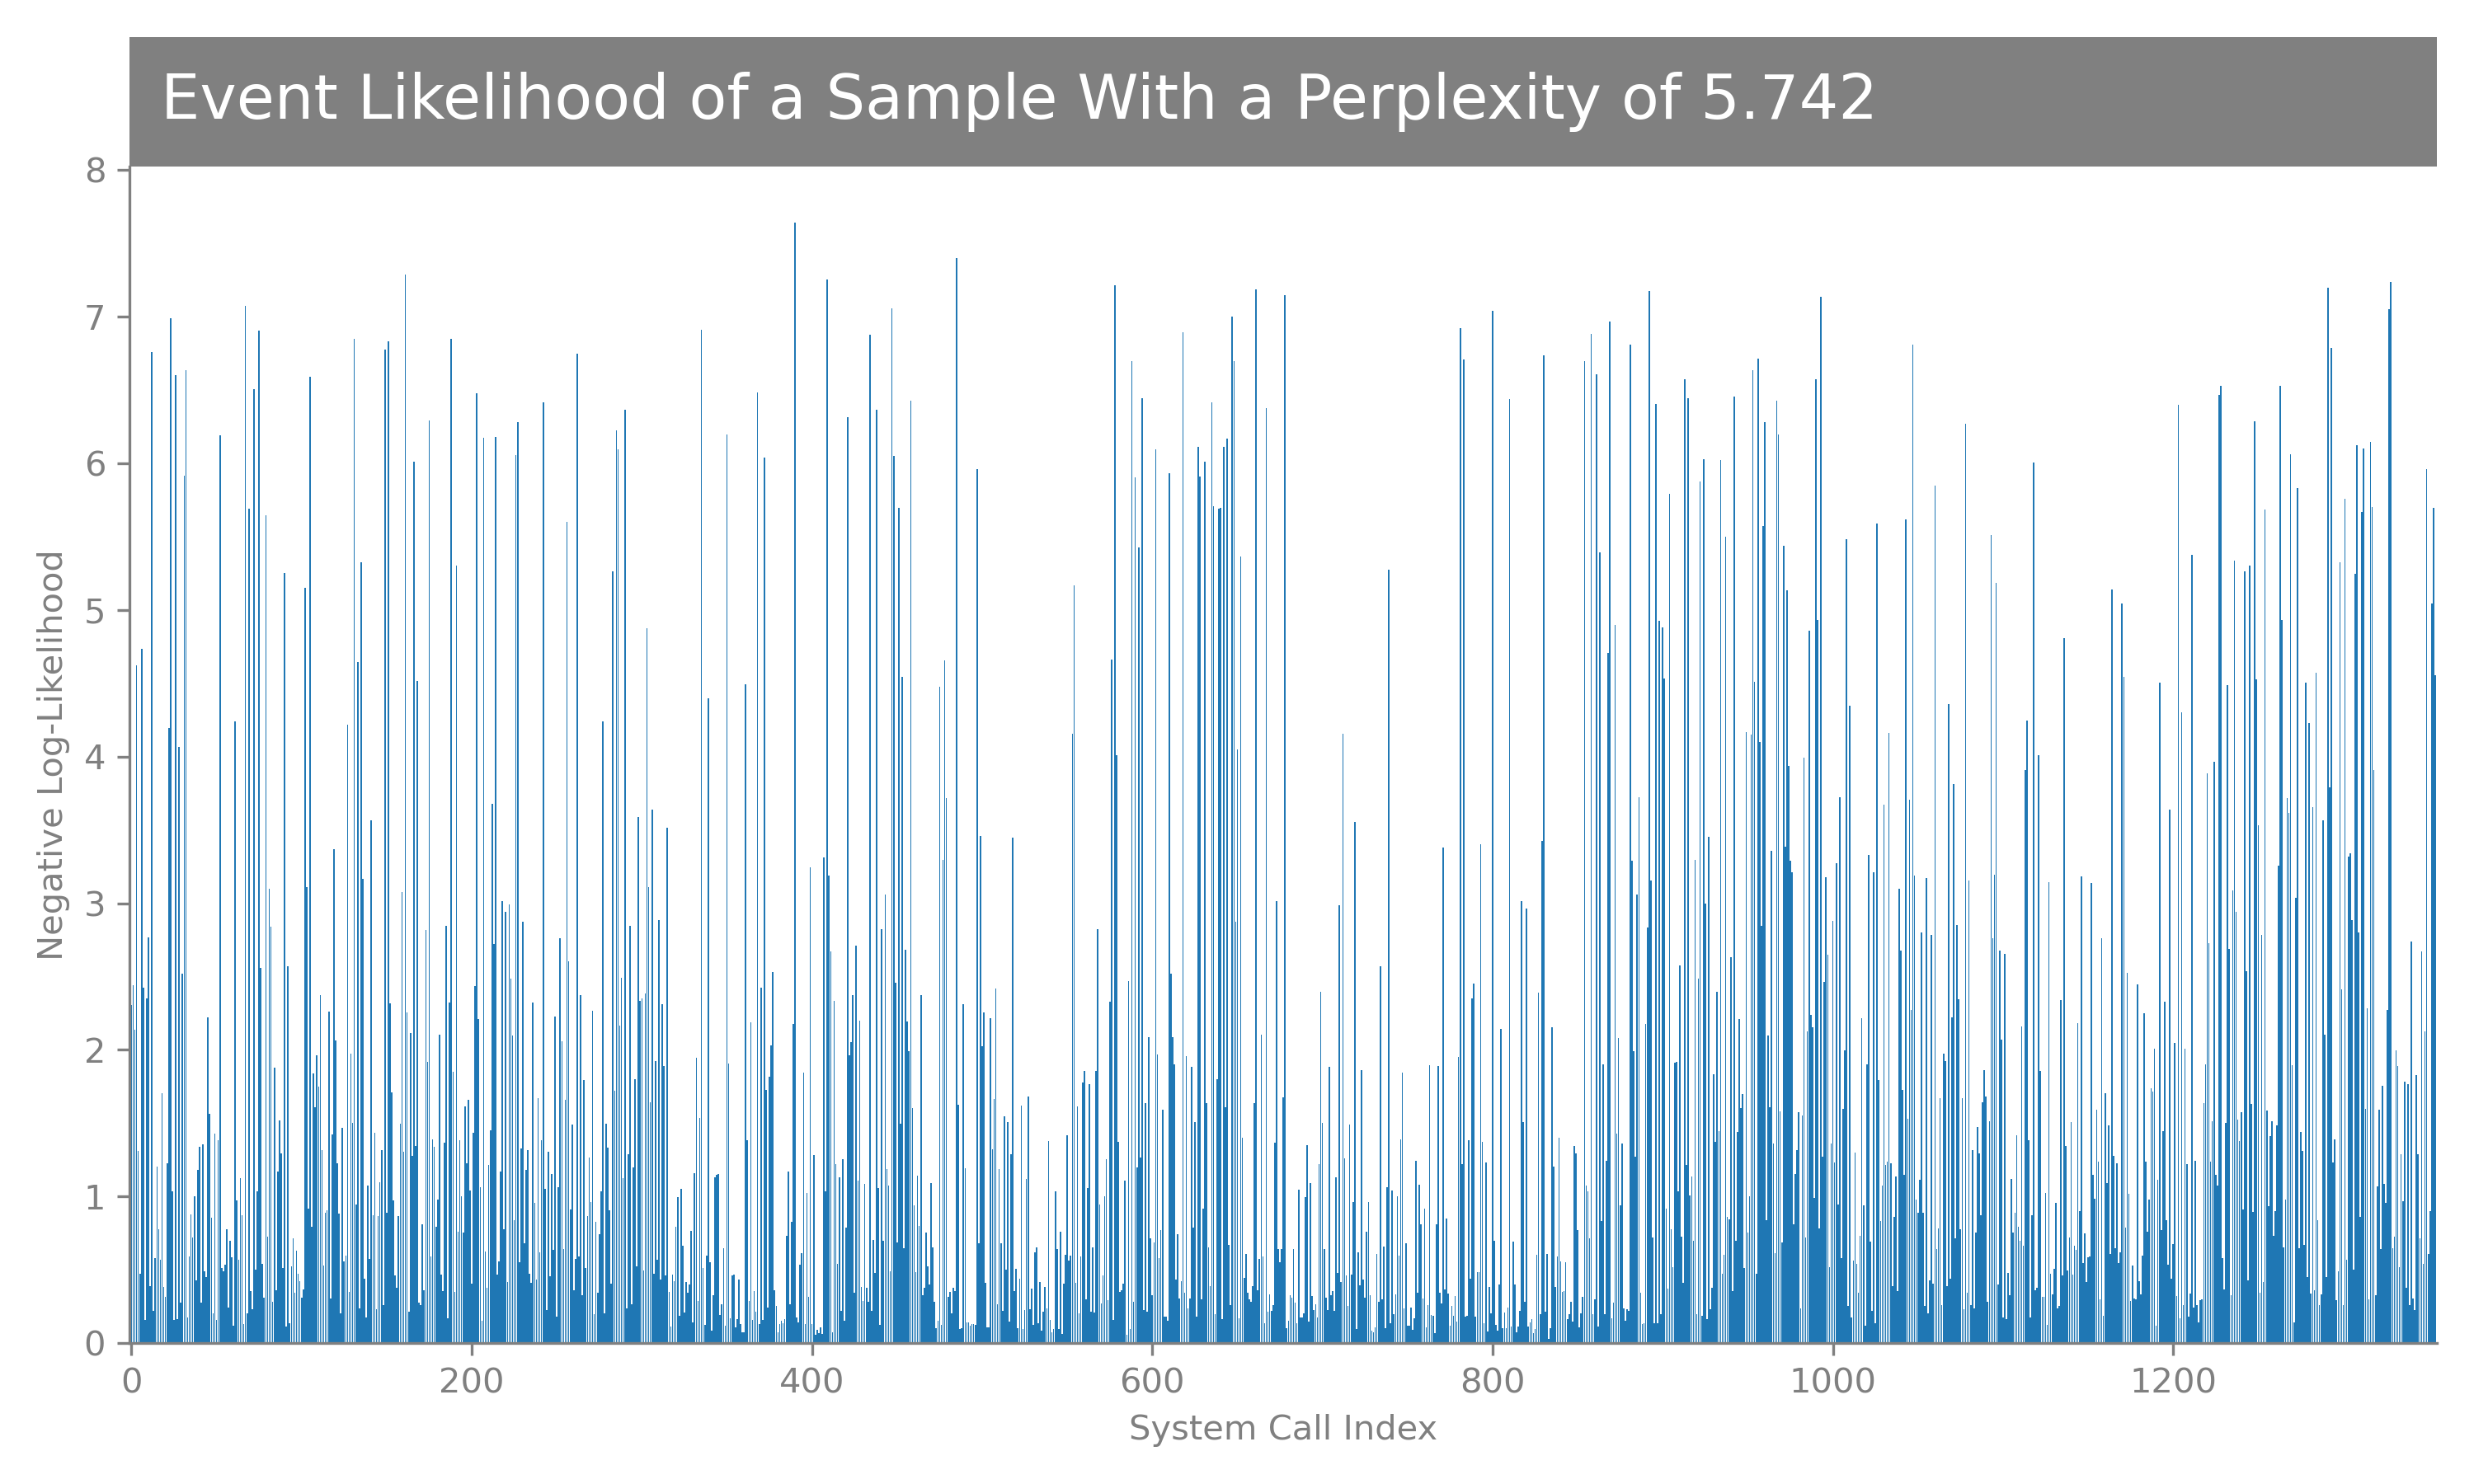 Event Likelihood of a Sample With a Perplexity of 5.742
8
7
6
5
4
3
2
1
0
Negative Log-Likelihood
0 200 400 600 800 1000 1200
System Call Index